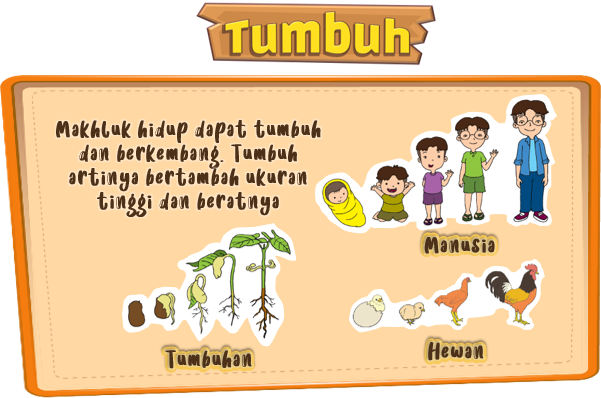 Tumbuh
Makhluk hidup dapat tumbuh
dan berkembang. Tumbuh
artinya bertambah ukuran
tinggi dan beratnya
Manusia
Tumbuhan
Hewan